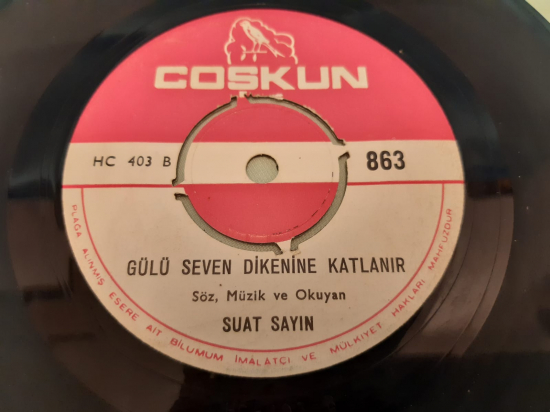 COŞKUN
HC 403 B
863
GÜLÜ SEVEN DİKENİNE KATLANIR
Söz, Müzik ve Okuyan
SUAT SAYIN
PLAĞA ALINMIŞ ESERE AİT BİLUMUM İMALATÇI VE MÜLKİYET HAKLARI MAHFUZDUR